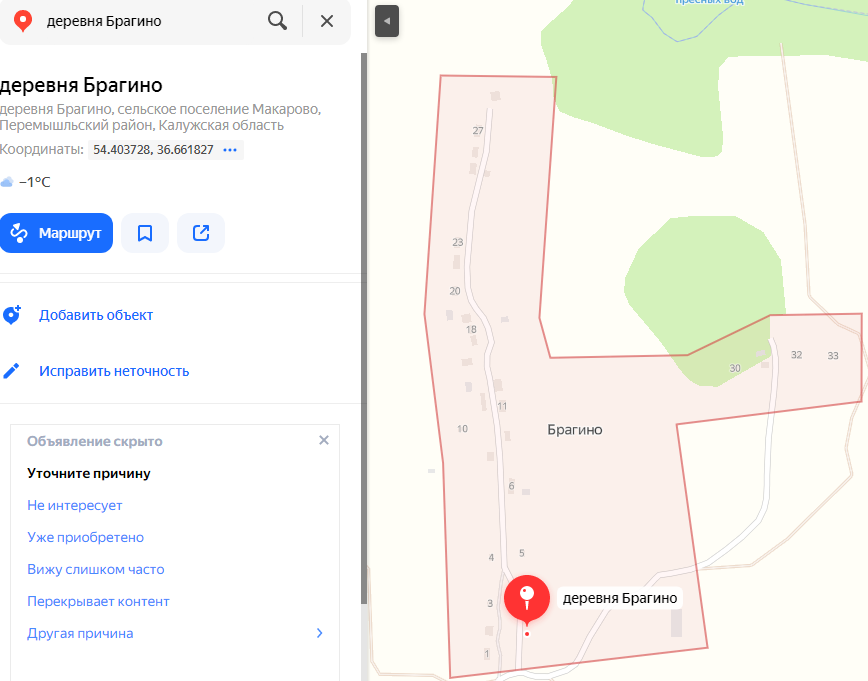 деревня Брагино
деревня Брагино
деревня Брагино, сельское поселение Макарово,
Перемышльский район, Калужская область
Координаты: 54.403728, 36.661827
−1°C
Маршрут
Добавить объект
Исправить неточность
Объявление скрыто
Уточните причину
Не интересует
Уже приобретено
Вижу слишком часто
Перекрывает контент
Другая причина
пресных вод
27
23
20
18
32
33
30
11
10
Брагино
6
5
4
деревня Брагино
3
1